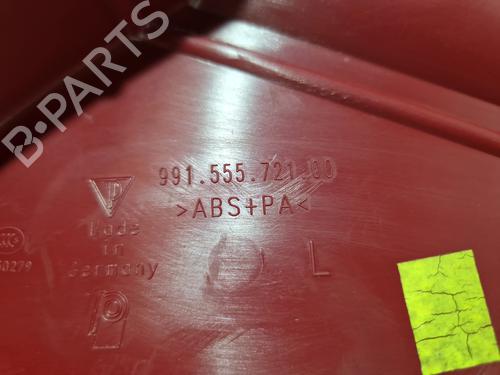 B-PARTS
991.555.721.00
>ABS+PA<
Made
in
Germany
L